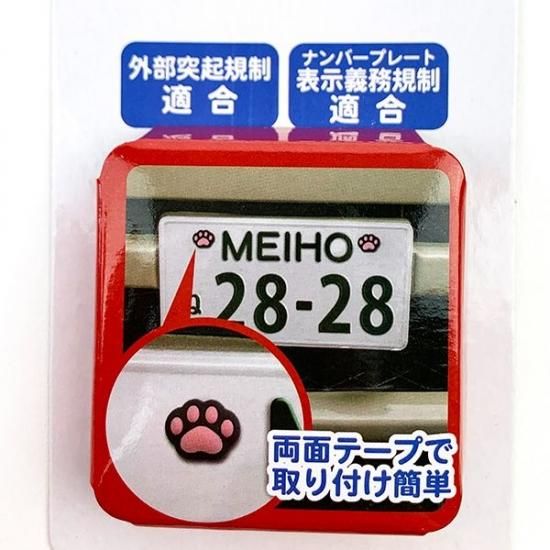 外部突起規制
適合
ナンバープレート
表示義務規制
適合
MEIHO
28-28
両面テープで
取り付け簡単